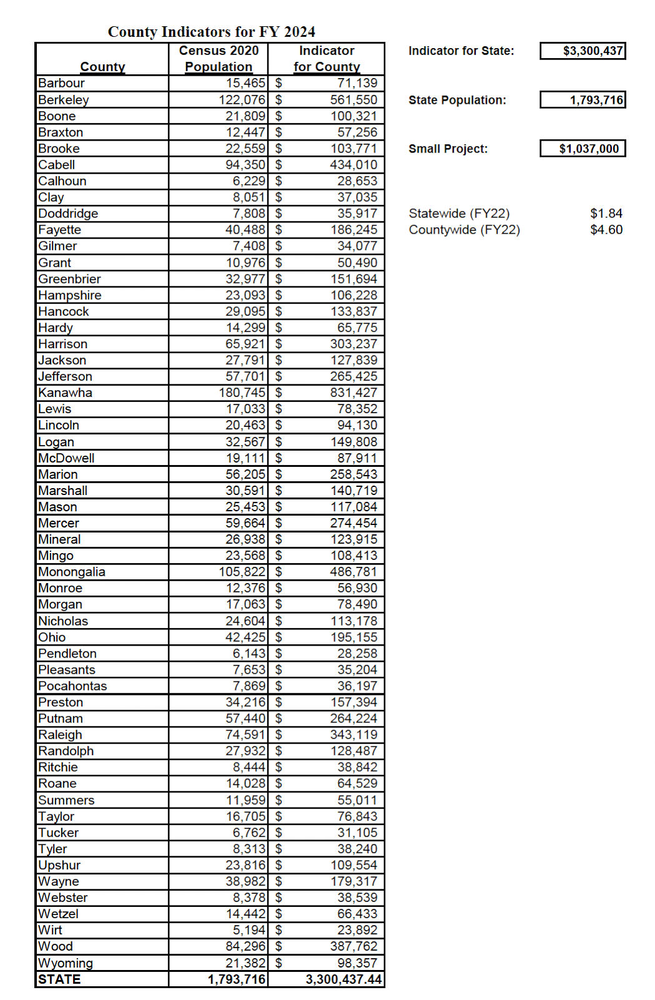 County Indicators for FY 2024
Census 2020 Indicator Indicator for State: $3,300,437
County Population for County
Barbour 15,465 $ 71,139
Berkeley 122,076 $ 561,550 State Population: 1,793,716
Boone 21,809 $ 100,321
Braxton 12,447 $ 57,256
Brooke 22,559 $ 103,771 Small Project: $1,037,000
Cabell 94,350 $ 434,010
Calhoun 6,229 $ 28,653
Clay 8,051 $ 37,035
Doddridge 7,808 $ 35,917 Statewide (FY22) $1.84
Fayette 40,488 $ 186,245 Countywide (FY22) $4.60
Gilmer 7,408 $ 34,077
Grant 10,976 $ 50,490
Greenbrier 32,977 $ 151,694
Hampshire 23,093 $ 106,228
Hancock 29,095 $ 133,837
Hardy 14,299 $ 65,775
Harrison 65,921 $ 303,237
Jackson 27,791 $ 127,839
Jefferson 57,701 $ 265,425
Kanawha 180,745 $ 831,427
Lewis 17,033 $ 78,352
Lincoln 20,463 $ 94,130
Logan 32,567 $ 149,808
McDowell 19,111 $ 87,911
Marion 56,205 $ 258,543
Marshall 30,591 $ 140,719
Mason 25,453 $ 117,084
Mercer 59,664 $ 274,454
Mineral 26,938 $ 123,915
Mingo 23,568 $ 108,413
Monongalia 105,822 $ 486,781
Monroe 12,376 $ 56,930
Morgan 17,063 $ 78,490
Nicholas 24,604 $ 113,178
Ohio 42,425 $ 195,155
Pendleton 6,143 $ 28,258
Pleasants 7,653 $ 35,204
Pocahontas 7,869 $ 36,197
Preston 34,216 $ 157,394
Putnam 57,440 $ 264,224
Raleigh 74,591 $ 343,119
Randolph 27,932 $ 128,487
Ritchie 8,444 $ 38,842
Roane 14,028 $ 64,529
Summers 11,959 $ 55,011
Taylor 16,705 $ 76,843
Tucker 6,762 $ 31,105
Tyler 8,313 $ 38,240
Upshur 23,816 $ 109,554
Wayne 38,982 $ 179,317
Webster 8,378 $ 38,539
Wetzel 14,442 $ 66,433
Wirt 5,194 $ 23,892
Wood 84,296 $ 387,762
Wyoming 21,382 $ 98,357
STATE 1,793,716 3,300,437.44